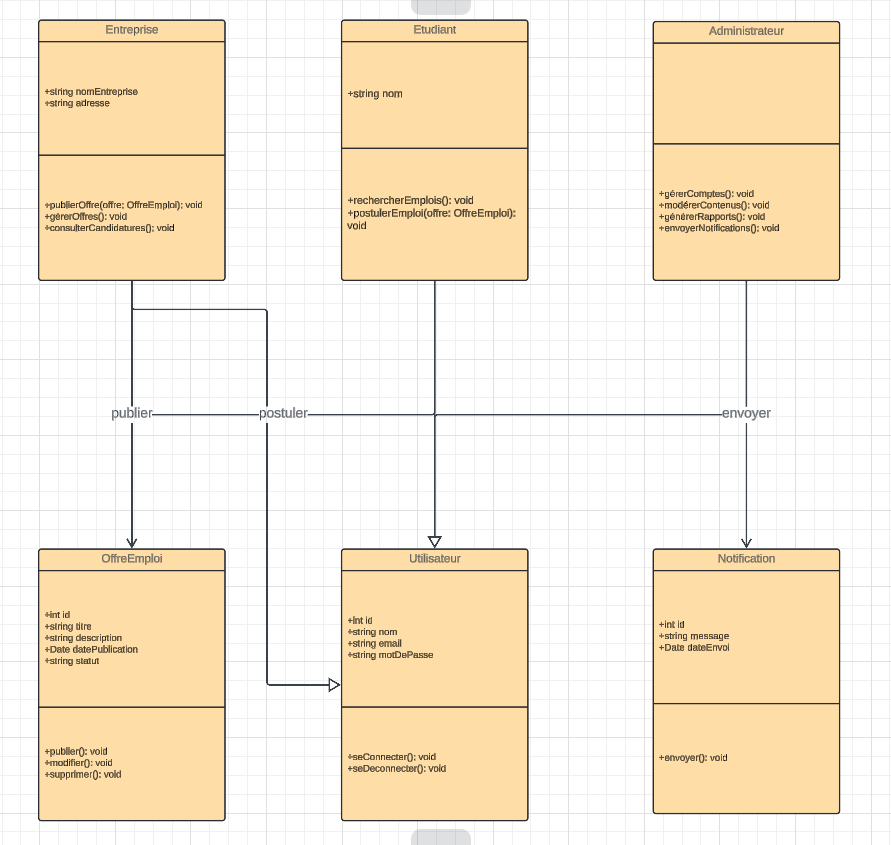 Entreprise
+string nomEntreprise
+string adresse
+publierOffre(offre: OffreEmploi): void
+gérerOffres(): void
+consulterCandidatures(): void
Etudiant
+string nom
+rechercherEmplois(): void
+postulerEmploi(offre: OffreEmploi):
void
Administrateur
+gérerComptes(): void
+modérerContenus(): void
+générerRapports(): void
+envoyerNotifications(): void
publier
postuler
envoyer
OffreEmploi
+int id
+string titre
+string description
+Date datePublication
+string statut
+publier(): void
+modifier(): void
+supprimer(): void
Utilisateur
+int id
+string nom
+string email
+string motDePasse
+seConnecter(): void
+seDeconnecter(): void
Notification
+int id
+string message
+Date dateEnvoi
+envoyer(): void